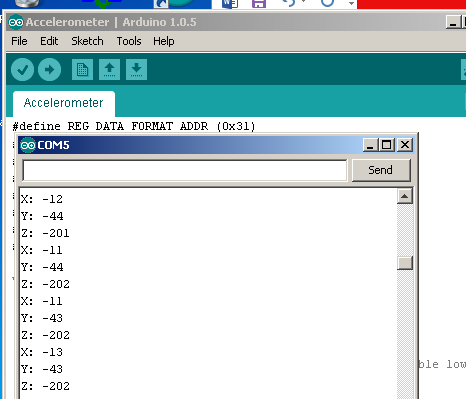 Accelerometer | Arduino 1.0.5
File Edit Sketch Tools Help
Accelerometer
#define REG DATA FORMAT ADDR (0x31)
COM5
Send
X: -12
Y: -44
Z: -201
X: -11
Y: -44
Z: -202
X: -11
Y: -43
Z: -202
X: -13
Y: -43
ble low
Z: -202